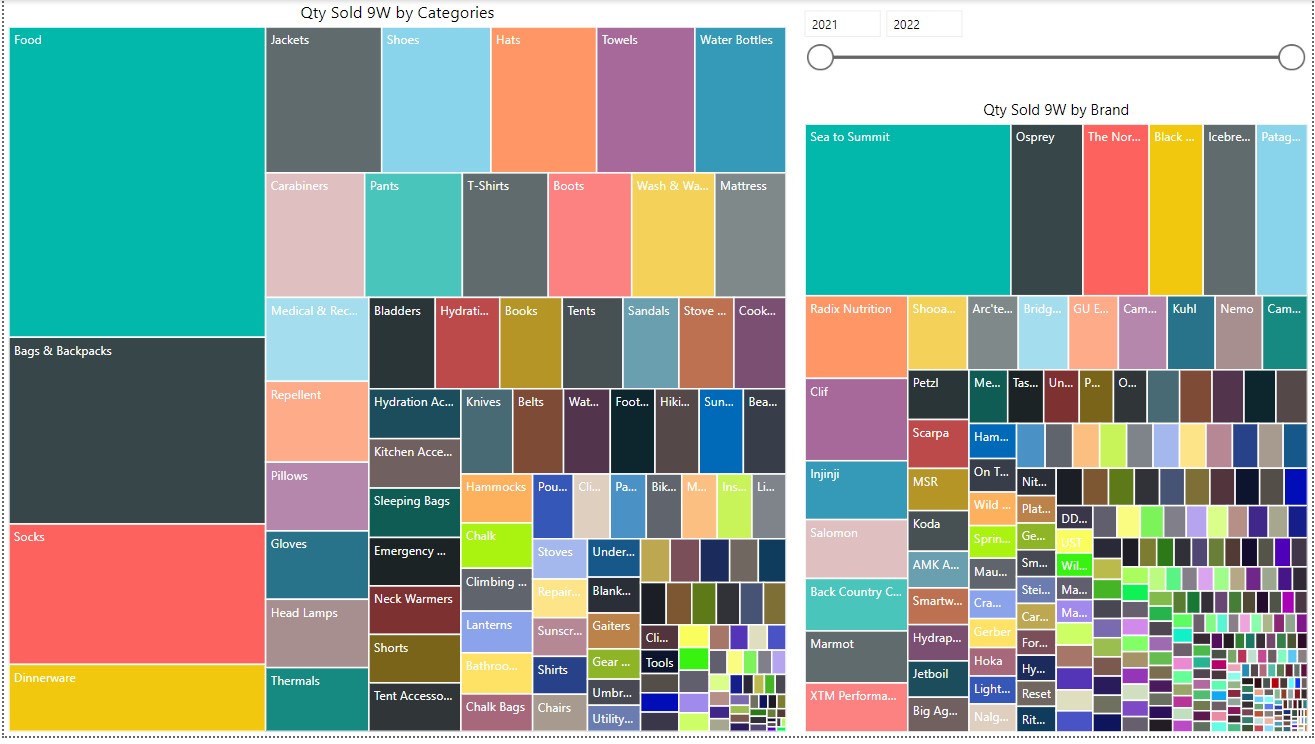 Qty Sold 9W by Categories
Food
Bags & Backpacks
Socks
Dinnerware
Jackets
Shoes
Hats
Towels
Water Bottles
Carabiners
Pants
T-Shirts
Boots
Wash & Wa...
Mattress
Medical & Rec...
Repellent
Pillows
Gloves
Head Lamps
Thermals
Bladders
Hydrati...
Books
Tents
Sandals
Stove ...
Cook...
Hydration Ac...
Kitchen Acce...
Sleeping Bags
Emergency ...
Neck Warmers
Shorts
Tent Accesso...
Knives
Belts
Wat...
Foot...
Hiki...
Sun...
Bea...
Hammocks
Chalk
Climbing ...
Lanterns
Bathroo...
Chalk Bags
Pou...
Cli...
Pa...
Bik...
M...
Ins...
Li...
Stoves
Repair...
Sunscr...
Shirts
Chairs
Under...
Blank...
Gaiters
Gear ...
Umbr...
Utility...
Cli...
Tools
2021
2022
Qty Sold 9W by Brand
Sea to Summit
Osprey
The Nor...
Black ...
Icebre...
Patag...
Radix Nutrition
Clif
Injinji
Salomon
Back Country C...
Marmot
XTM Performa...
Shooa...
Arc'te...
Bridg...
GU E...
Cam...
Kuhl
Nemo
Cam...
Petzl
Scarpa
MSR
Koda
AMK A...
Smartw...
Hydrap...
Jetboil
Big Ag...
Me...
Tas...
Un...
P...
O...
Ham...
On T...
Wild ...
Sprin...
Mau...
Cra...
Gerber
Hoka
Light...
Nalg...
Nit...
Plat...
Ge...
Sm...
Stei...
Car...
For...
Hy...
Reset
Rit...
DD...
UST
Wil...
Ma...
Ma...